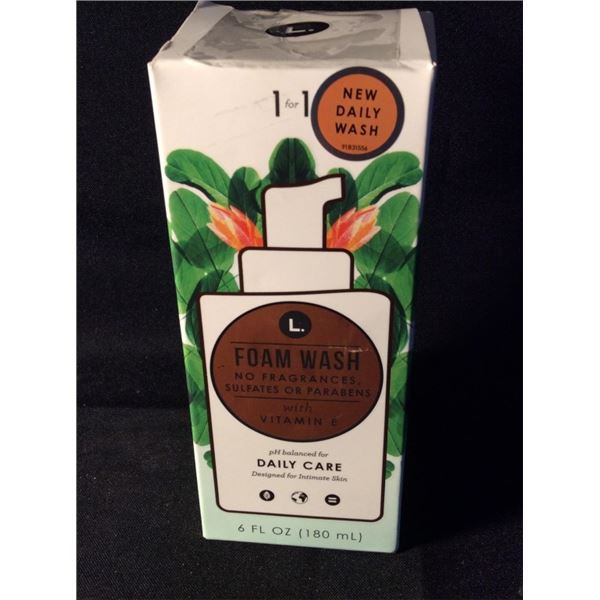 L.
1 for 1
NEW
DAILY
WASH
91831556
L.
FOAM WASH
NO FRAGRANCES,
SULFATES OR PARABENS
with
VITAMIN E
pH balanced for
DAILY CARE
Designed for Intimate Skin
6 FL OZ (180 mL)